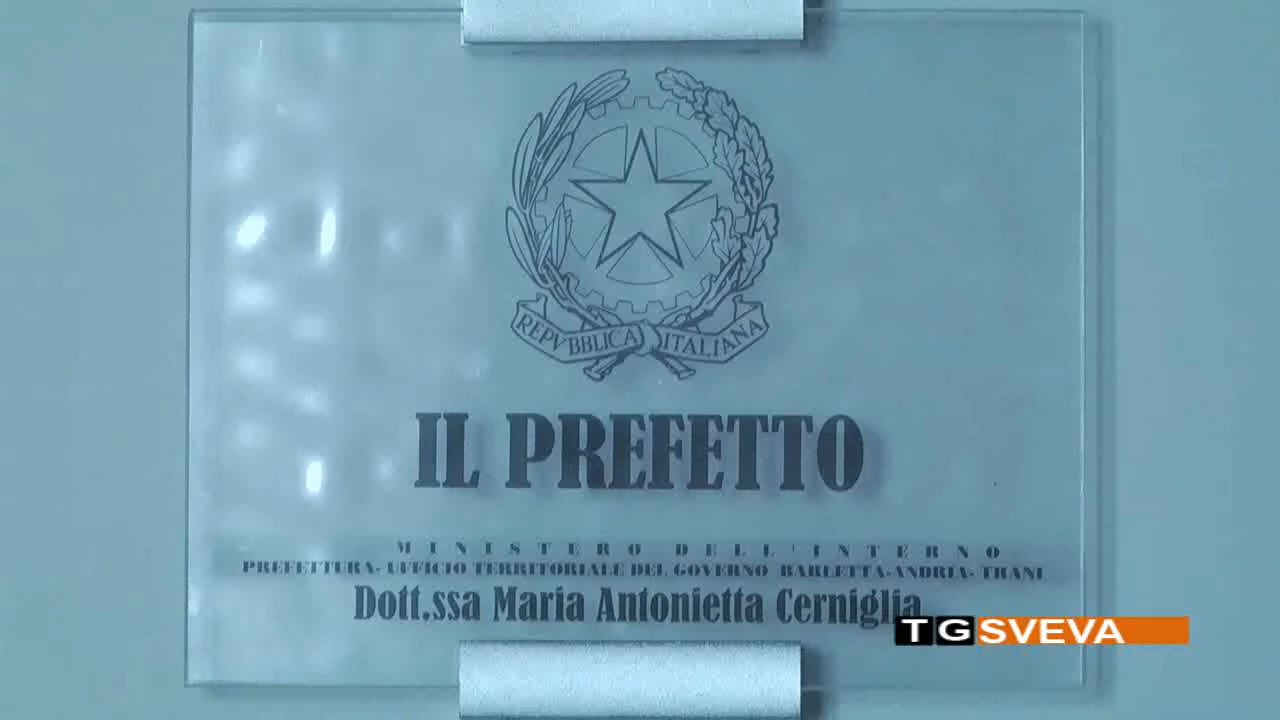 REPVBBLICA ITALIANA
IL PREFETTO
MINISTERO DELL'INTERNO
PREFETTURA- UFFICIO TERRITORIALE DEL GOVERNO BARLETTA-ANDRIA- TRANI
Dott.ssa Maria Antonietta Cerniglia
TGSVEVA